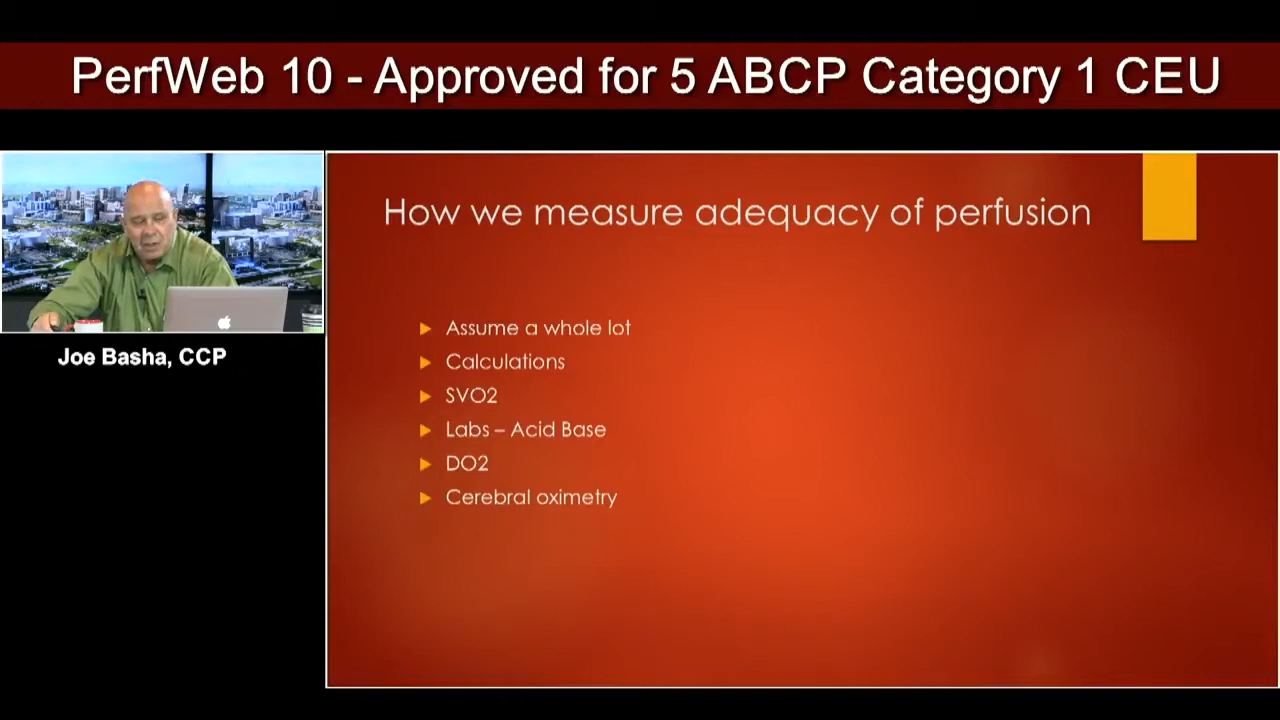 PerfWeb 10 - Approved for 5 ABCP Category 1 CEU
Joe Basha, CCP
How we measure adequacy of perfusion
Assume a whole lot
Calculations
SVO2
Labs – Acid Base
DO2
Cerebral oximetry